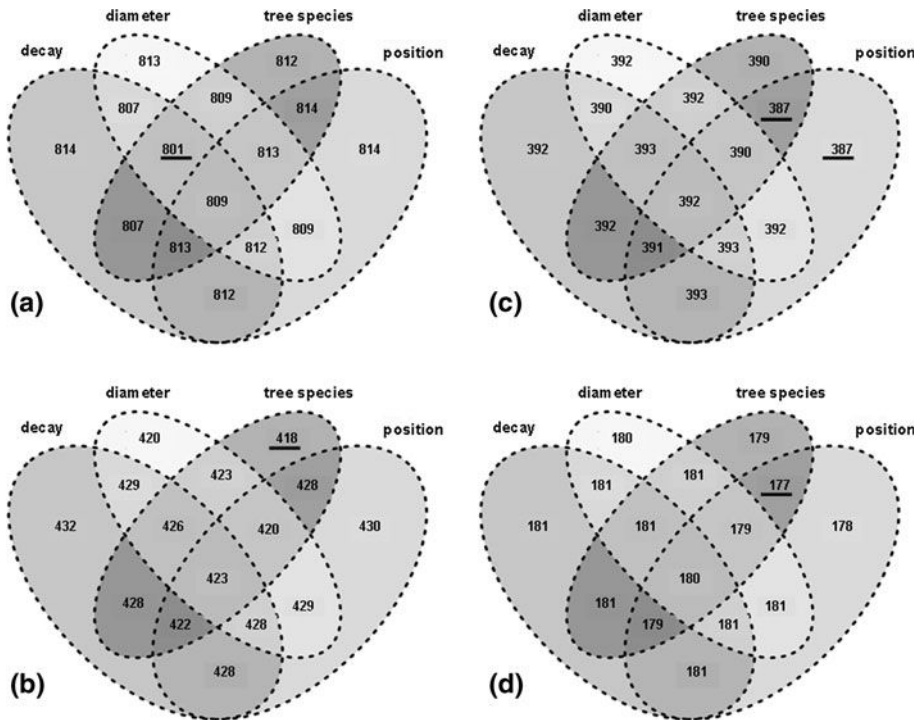 diameter tree species
decay position
813 812
807 809 814
814 801 813 814
809
807 813 812 809
812
(a)
diameter tree species
decay position
392 390
390 392 387
392 393 390 387
392
392 391 393 392
393
(c)
diameter tree species
decay position
420 418
429 423 428
432 426 420 430
423
428 422 428 429
428
(b)
diameter tree species
decay position
180 179
181 181 177
181 181 179 178
180
181 179 181 181
181
(d)